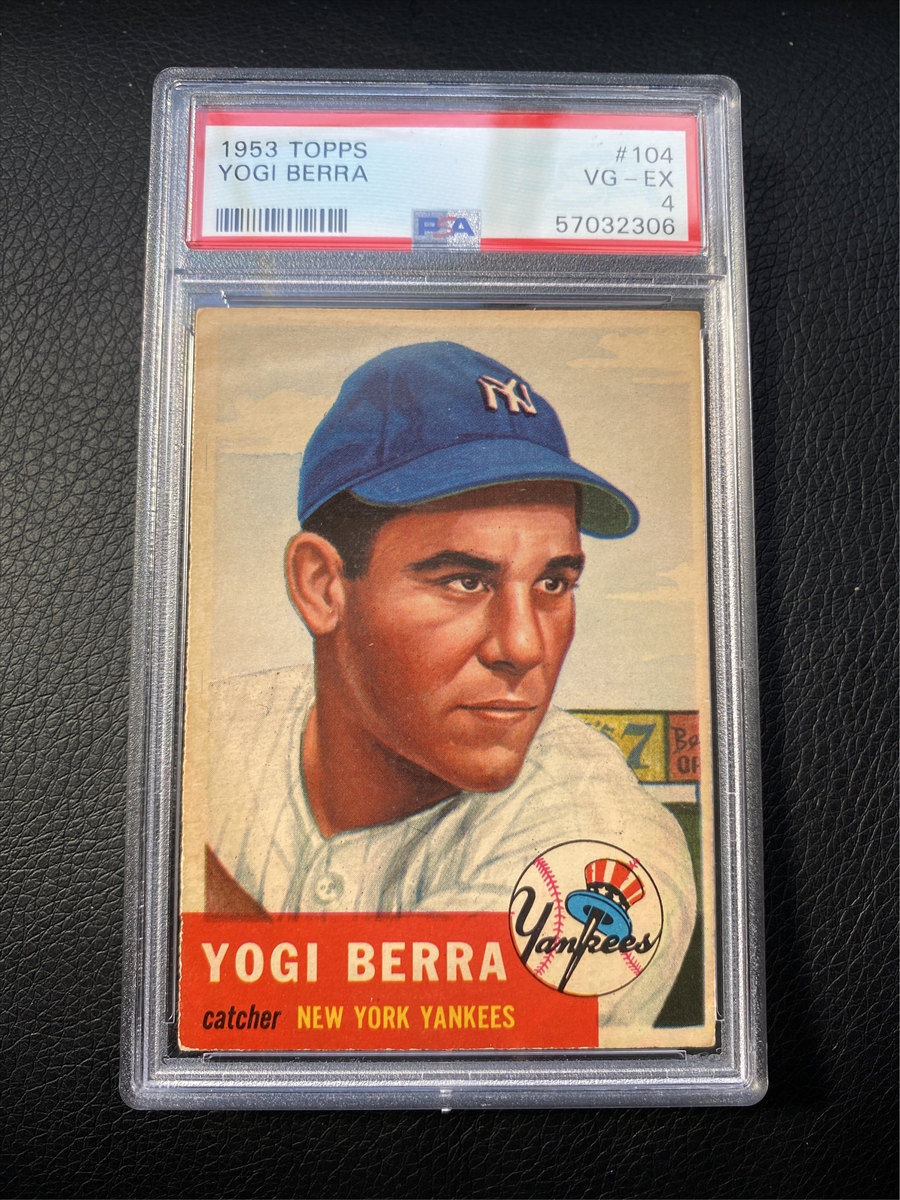 1953 TOPPS #104
YOGI BERRA VG - EX
4
PSA 57032306
NY
7
Yankees
YOGI BERRA
catcher NEW YORK YANKEES